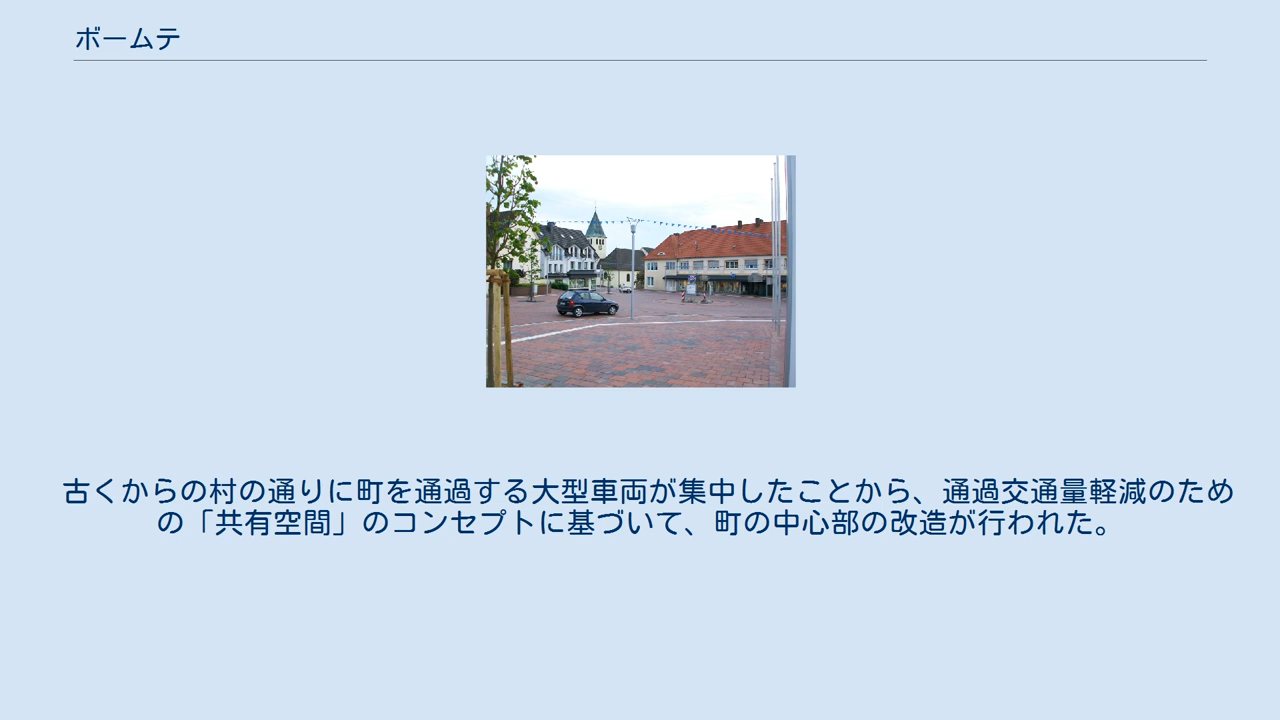 ボームテ
古くからの村の通りに町を通過する大型車両が集中したことから、通過交通量軽減のため
の「共有空間」のコンセプトに基づいて、町の中心部の改造が行われた。